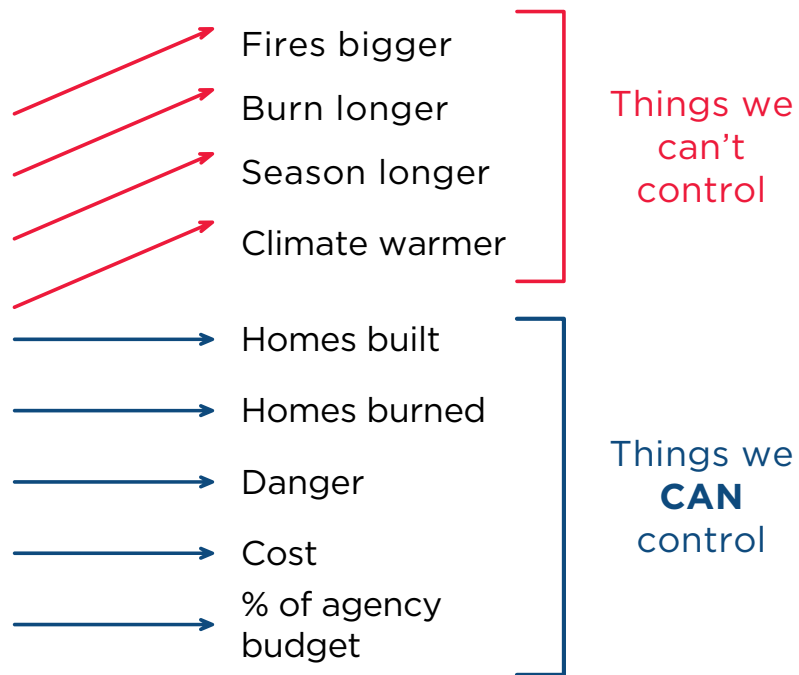 Fires bigger
Burn longer
Season longer
Climate warmer
Things we
can't
control
Homes built
Homes burned
Danger
Cost
% of agency
budget
Things we
CAN
control